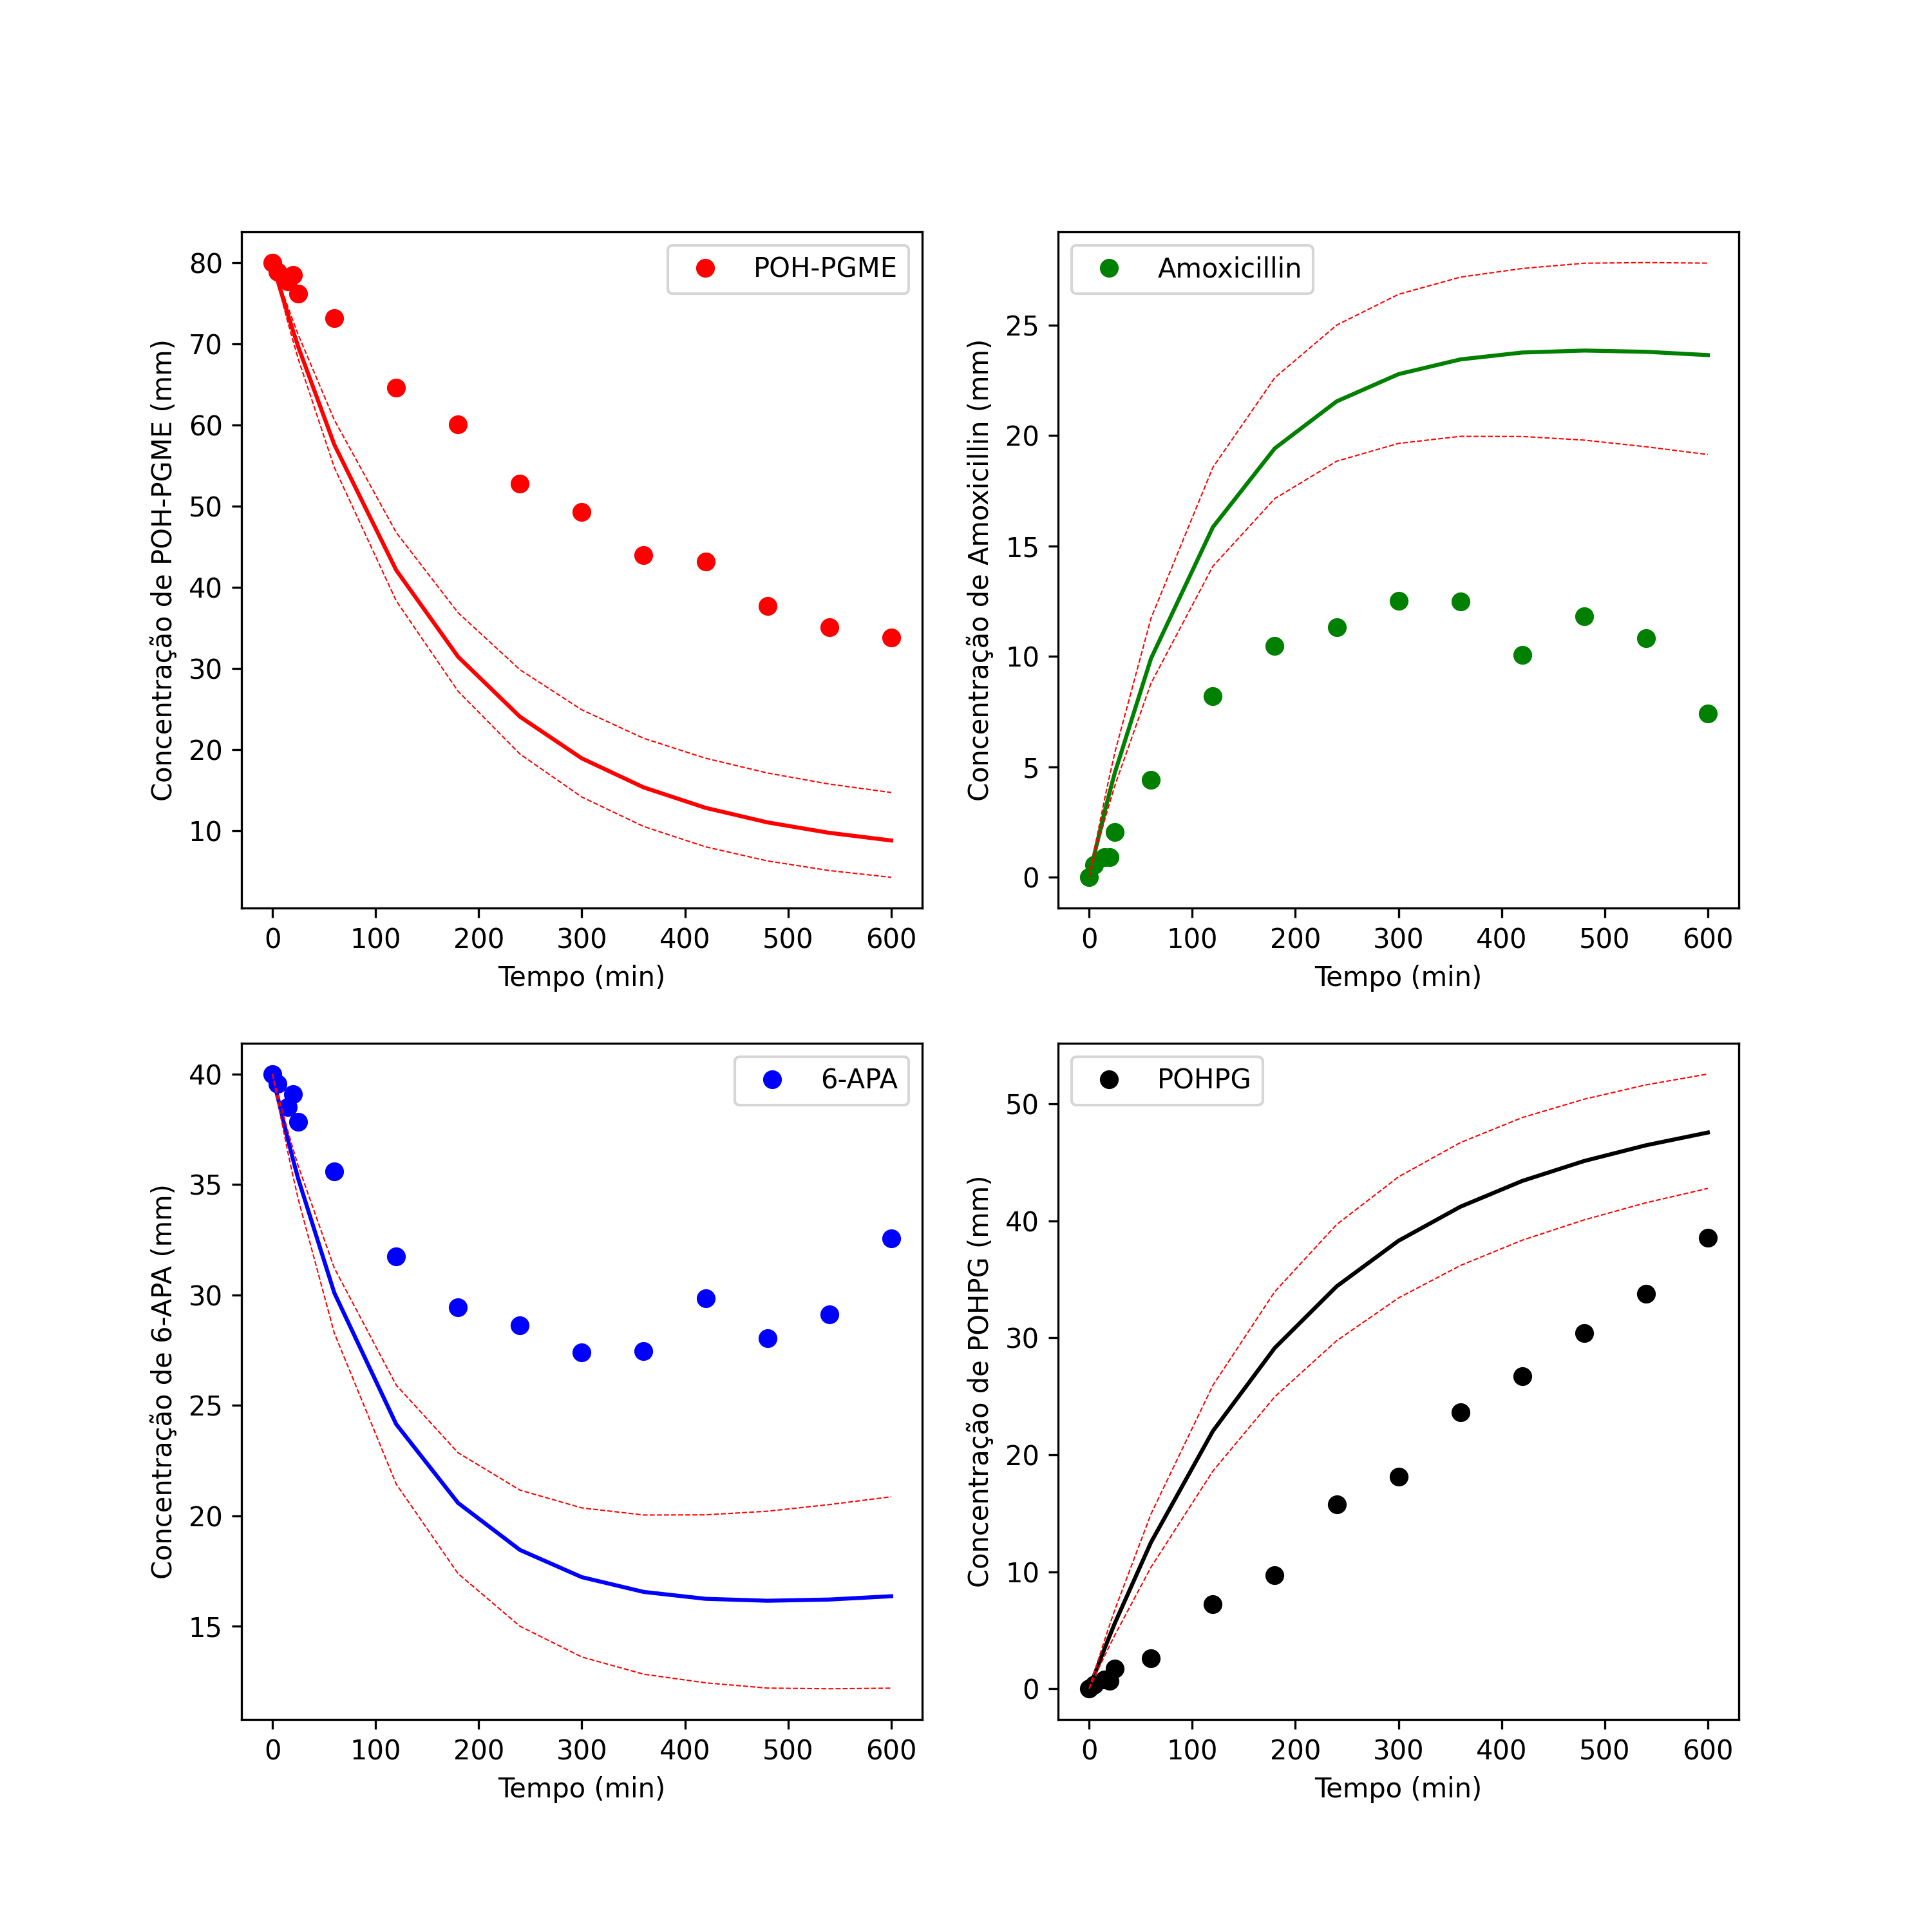 POH-PGME
Concentração de POH-PGME (mm)
80
70
60
50
40
30
20
10
0 100 200 300 400 500 600
Tempo (min)
Amoxicillin
Concentração de Amoxicillin (mm)
25
20
15
10
5
0
0 100 200 300 400 500 600
Tempo (min)
6-APA
Concentração de 6-APA (mm)
40
35
30
25
20
15
0 100 200 300 400 500 600
Tempo (min)
POHPG
Concentração de POHPG (mm)
50
40
30
20
10
0
0 100 200 300 400 500 600
Tempo (min)